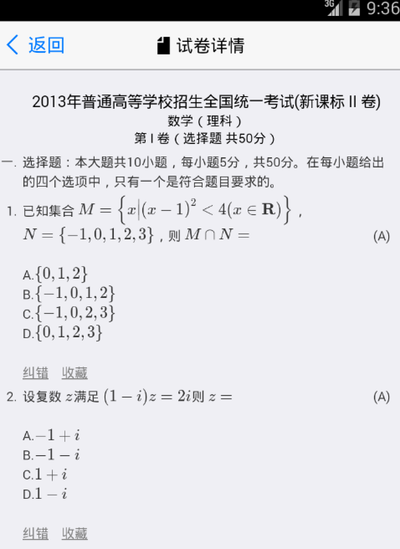 3G 9:36
返回 试卷详情
2013年普通高等学校招生全国统一考试(新课标 II 卷)
数学（理科）
第 I 卷（选择题 共50分）
一. 选择题：本大题共10小题，每小题5分，共50分。在每小题给出
的四个选项中，只有一个是符合题目要求的。
1. 已知集合 M = {x|(x − 1)² < 4(x ∈ R)}，
N = {−1, 0, 1, 2, 3}，则 M ∩ N = (A)
A.{0, 1, 2}
B.{−1, 0, 1, 2}
C.{−1, 0, 2, 3}
D.{0, 1, 2, 3}
纠错 收藏
2. 设复数 z满足 (1 − i)z = 2i则 z = (A)
A.−1 + i
B.−1 − i
C.1 + i
D.1 − i
纠错 收藏